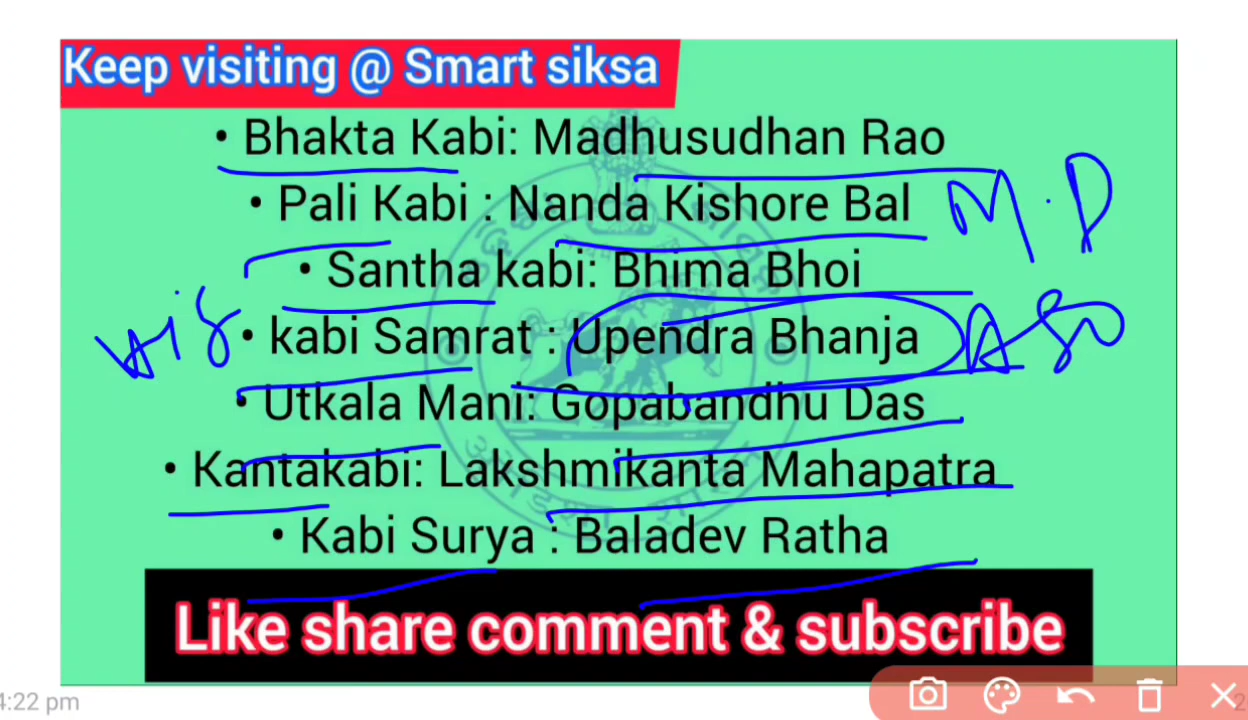 Keep visiting @ Smart siksa
• Bhakta Kabi: Madhusudhan Rao
• Pali Kabi : Nanda Kishore Bal
M.D
• Santha kabi: Bhima Bhoi
• kabi Samrat : Upendra Bhanja
• Utkala Mani: Gopabandhu Das
• Kantakabi: Lakshmikanta Mahapatra
• Kabi Surya : Baladev Ratha
Like share comment & subscribe
4:22 pm